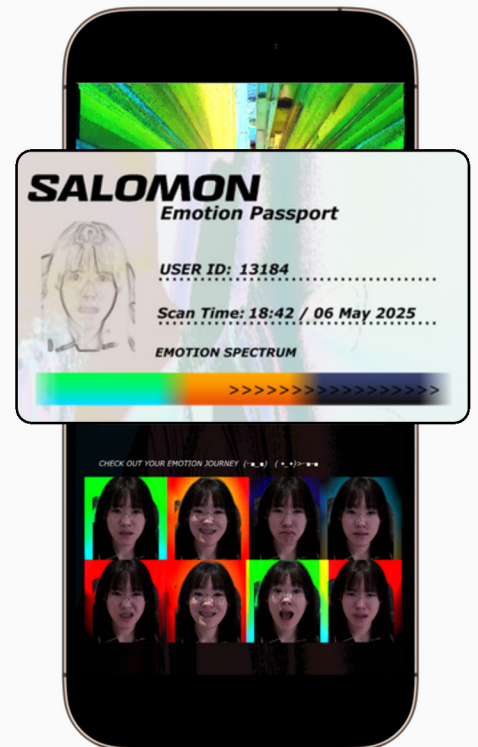 SALOMON
Emotion Passport
USER ID: 13184
Scan Time: 18:42 / 06 May 2025
EMOTION SPECTRUM
>>>>>>>>>>>>>>>>>
CHECK OUT YOUR EMOTION JOURNEY (-■_■) ( •_•)>⌐■-■